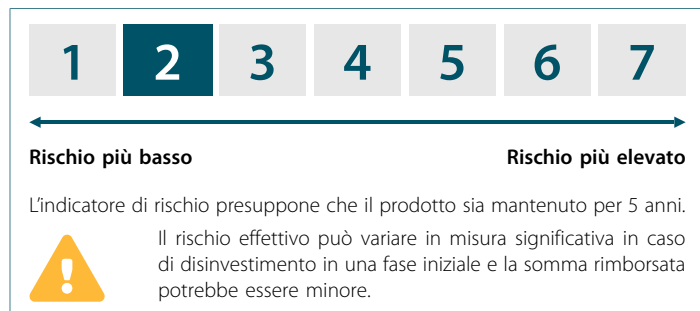 1 2 3 4 5 6 7
Rischio più basso Rischio più elevato
L'indicatore di rischio presuppone che il prodotto sia mantenuto per 5 anni.
Il rischio effettivo può variare in misura significativa in caso
di disinvestimento in una fase iniziale e la somma rimborsata
potrebbe essere minore.